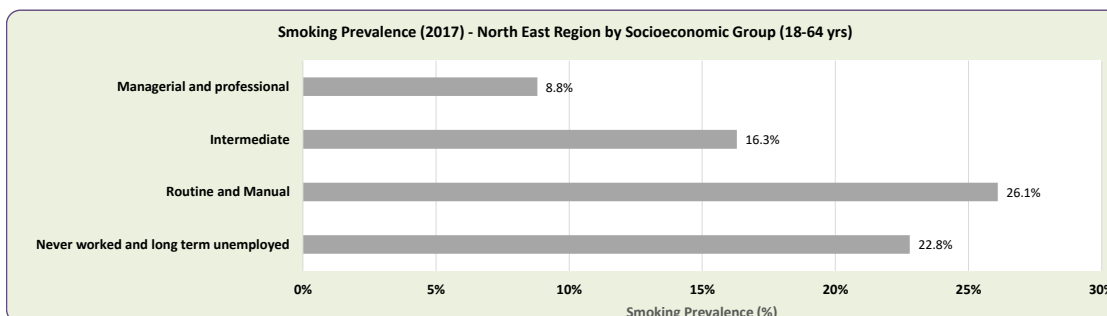 Smoking Prevalence (2017) - North East Region by Socioeconomic Group (18-64 yrs)
Managerial and professional 8.8%
Intermediate 16.3%
Routine and Manual 26.1%
Never worked and long term unemployed 22.8%
0% 5% 10% 15% 20% 25% 30%
Smoking Prevalence (%)